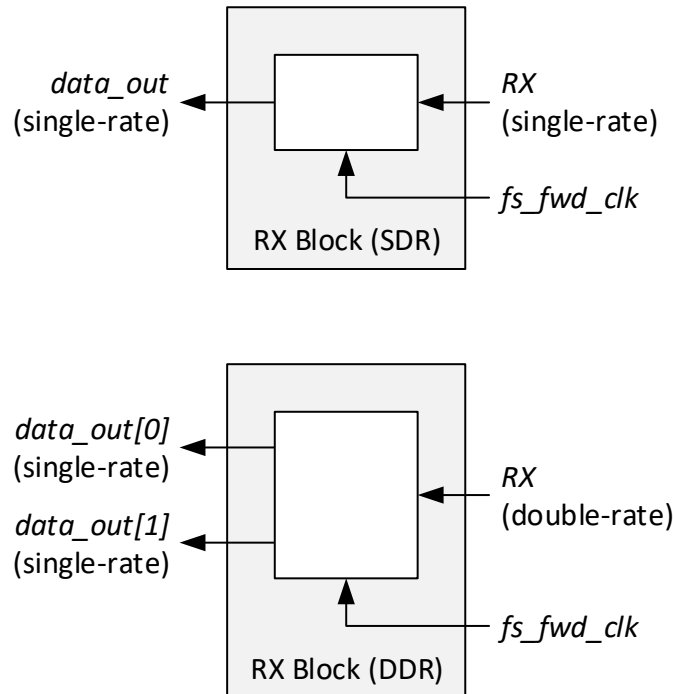 data_out
(single-rate)
RX
(single-rate)
fs_fwd_clk
RX Block (SDR)
data_out[0]
(single-rate)
data_out[1]
(single-rate)
RX
(double-rate)
fs_fwd_clk
RX Block (DDR)